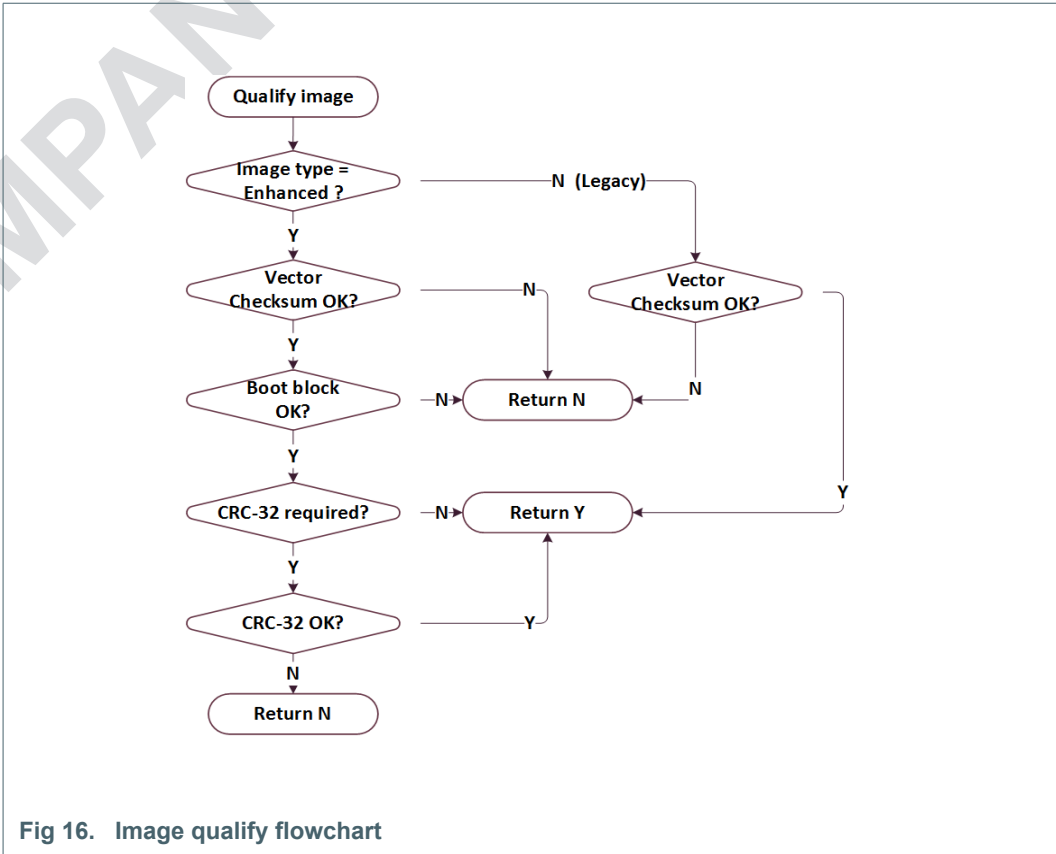 MPAN
Qualify image
Image type =
Enhanced ?
N (Legacy)
Y
Vector
Checksum OK?
N
Vector
Checksum OK?
Y
Boot block
OK?
N
Return N
N
Y
Y
CRC-32 required?
N
Return Y
Y
CRC-32 OK?
Y
N
Return N
Fig 16. Image qualify flowchart